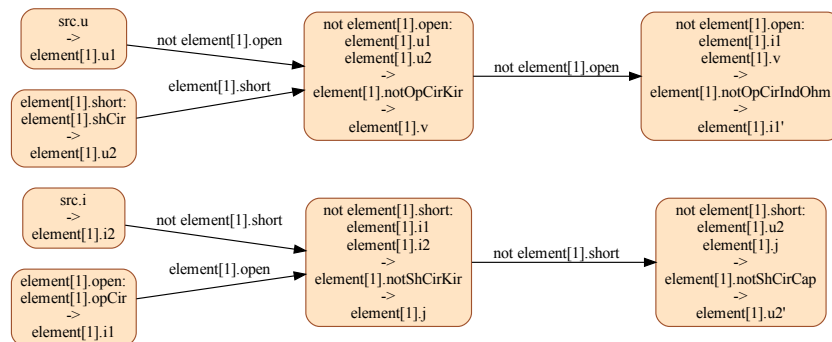 src.u
->
element[1].u1
not element[1].open
element[1].short:
element[1].shCir
->
element[1].u2
element[1].short
not element[1].open:
element[1].u1
element[1].u2
->
element[1].notOpCirKir
->
element[1].v
not element[1].open
not element[1].open:
element[1].i1
element[1].v
->
element[1].notOpCirIndOhm
->
element[1].i1'
src.i
->
element[1].i2
not element[1].short
element[1].open:
element[1].opCir
->
element[1].i1
element[1].open
not element[1].short:
element[1].i1
element[1].i2
->
element[1].notShCirKir
->
element[1].j
not element[1].short
not element[1].short:
element[1].u2
element[1].j
->
element[1].notShCirCap
->
element[1].u2'